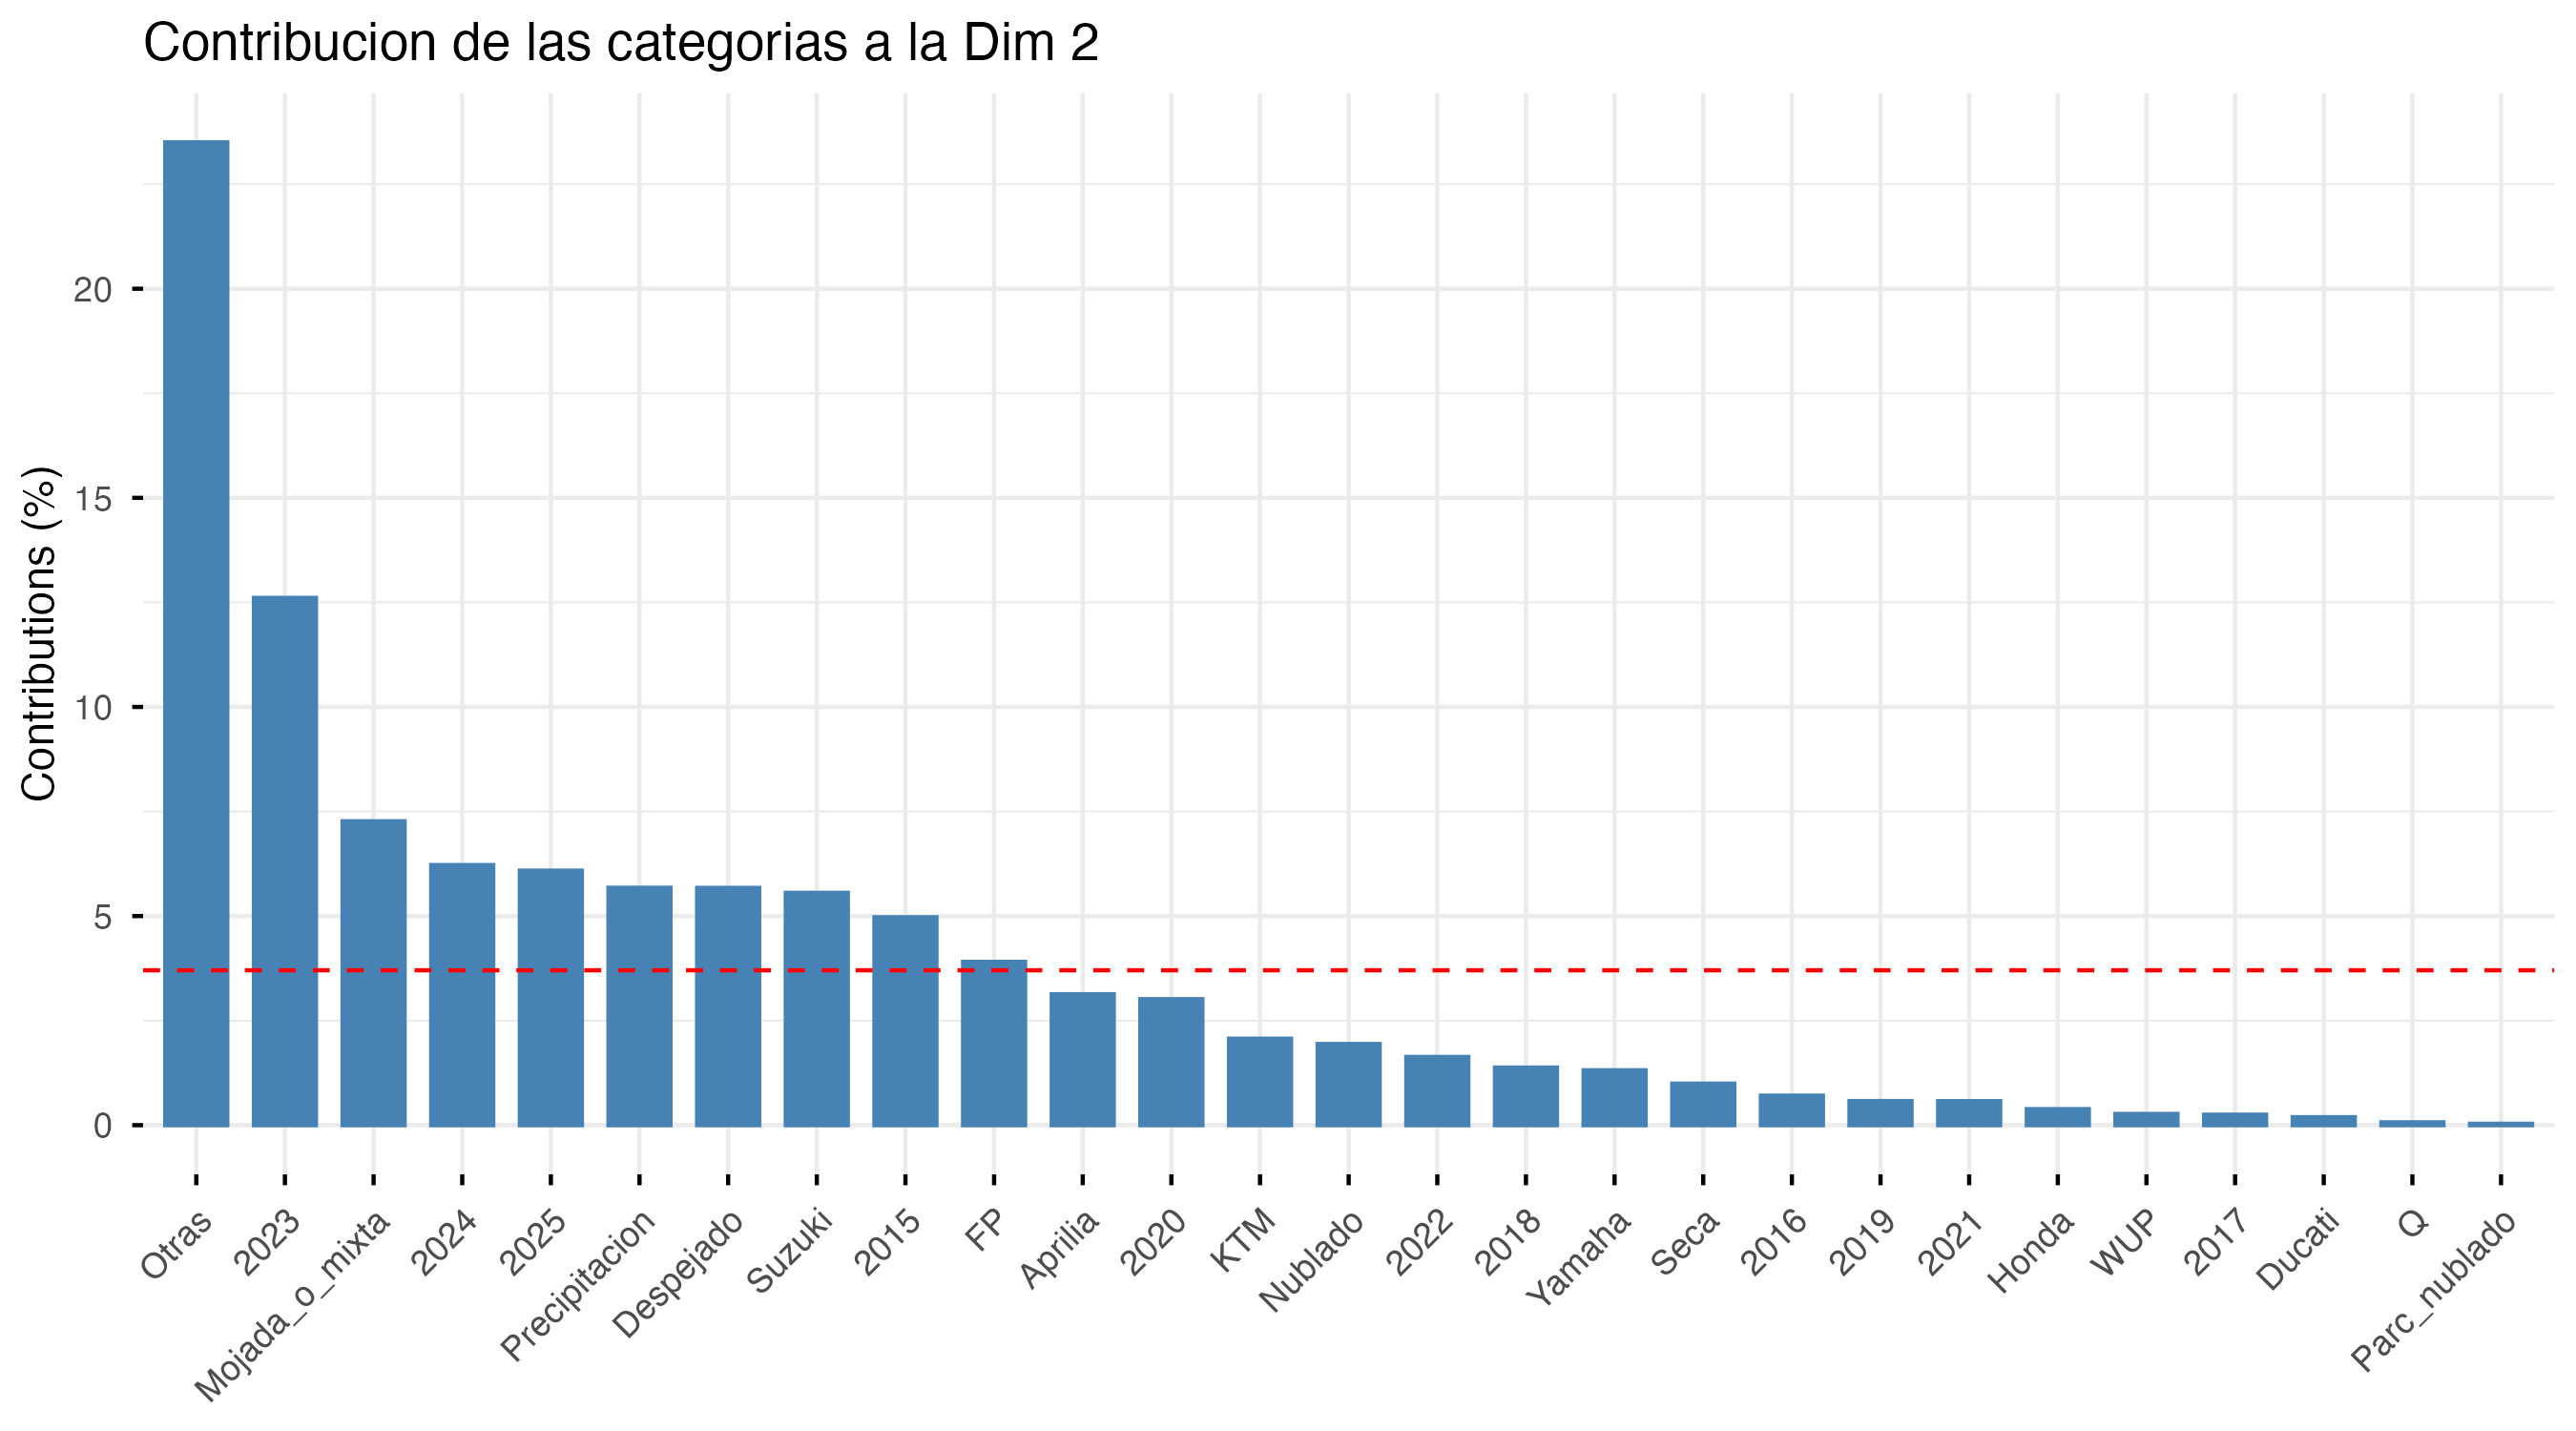 Contribucion de las categorias a la Dim 2
Contributions (%)
20
15
10
5
0
Otras
2023
Mojada_o_mixta
2024
2025
Precipitacion
Despejado
Suzuki
2015
FP
Aprilia
2020
KTM
Nublado
2022
2018
Yamaha
Seca
2016
2019
2021
Honda
WUP
2017
Ducati
Q
Parc_nublado